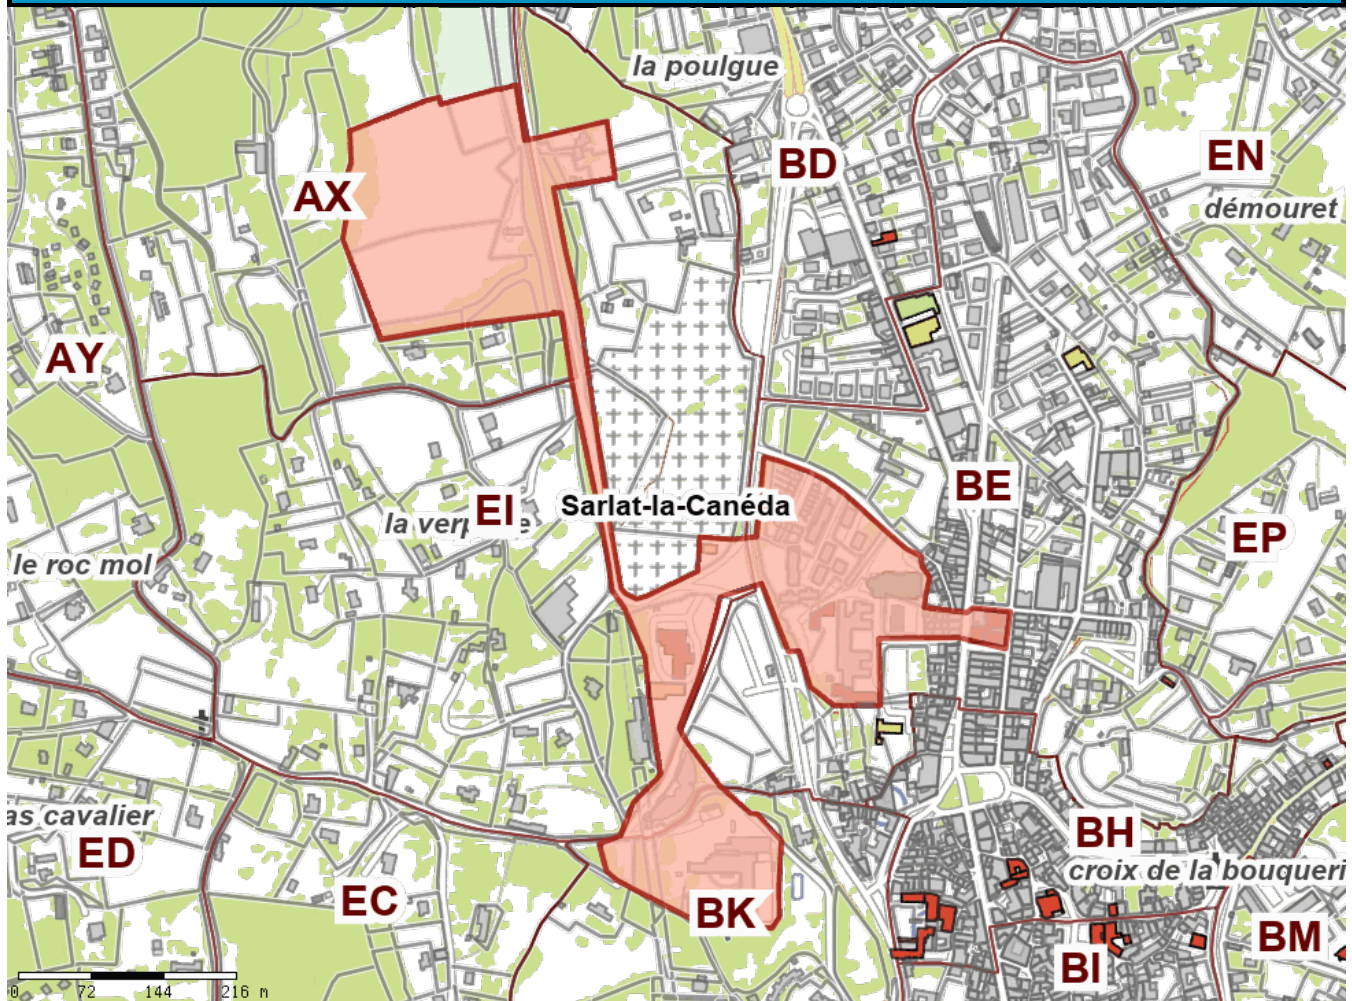 la poulgue
BD
EN
AX
démouret
AY
BE
EI
Sarlat-la-Canéda
la verp e
EP
le roc mol
as cavalier
ED
BH
croix de la bouqueri
EC
BK
BM
BI
0 72 144 216 m